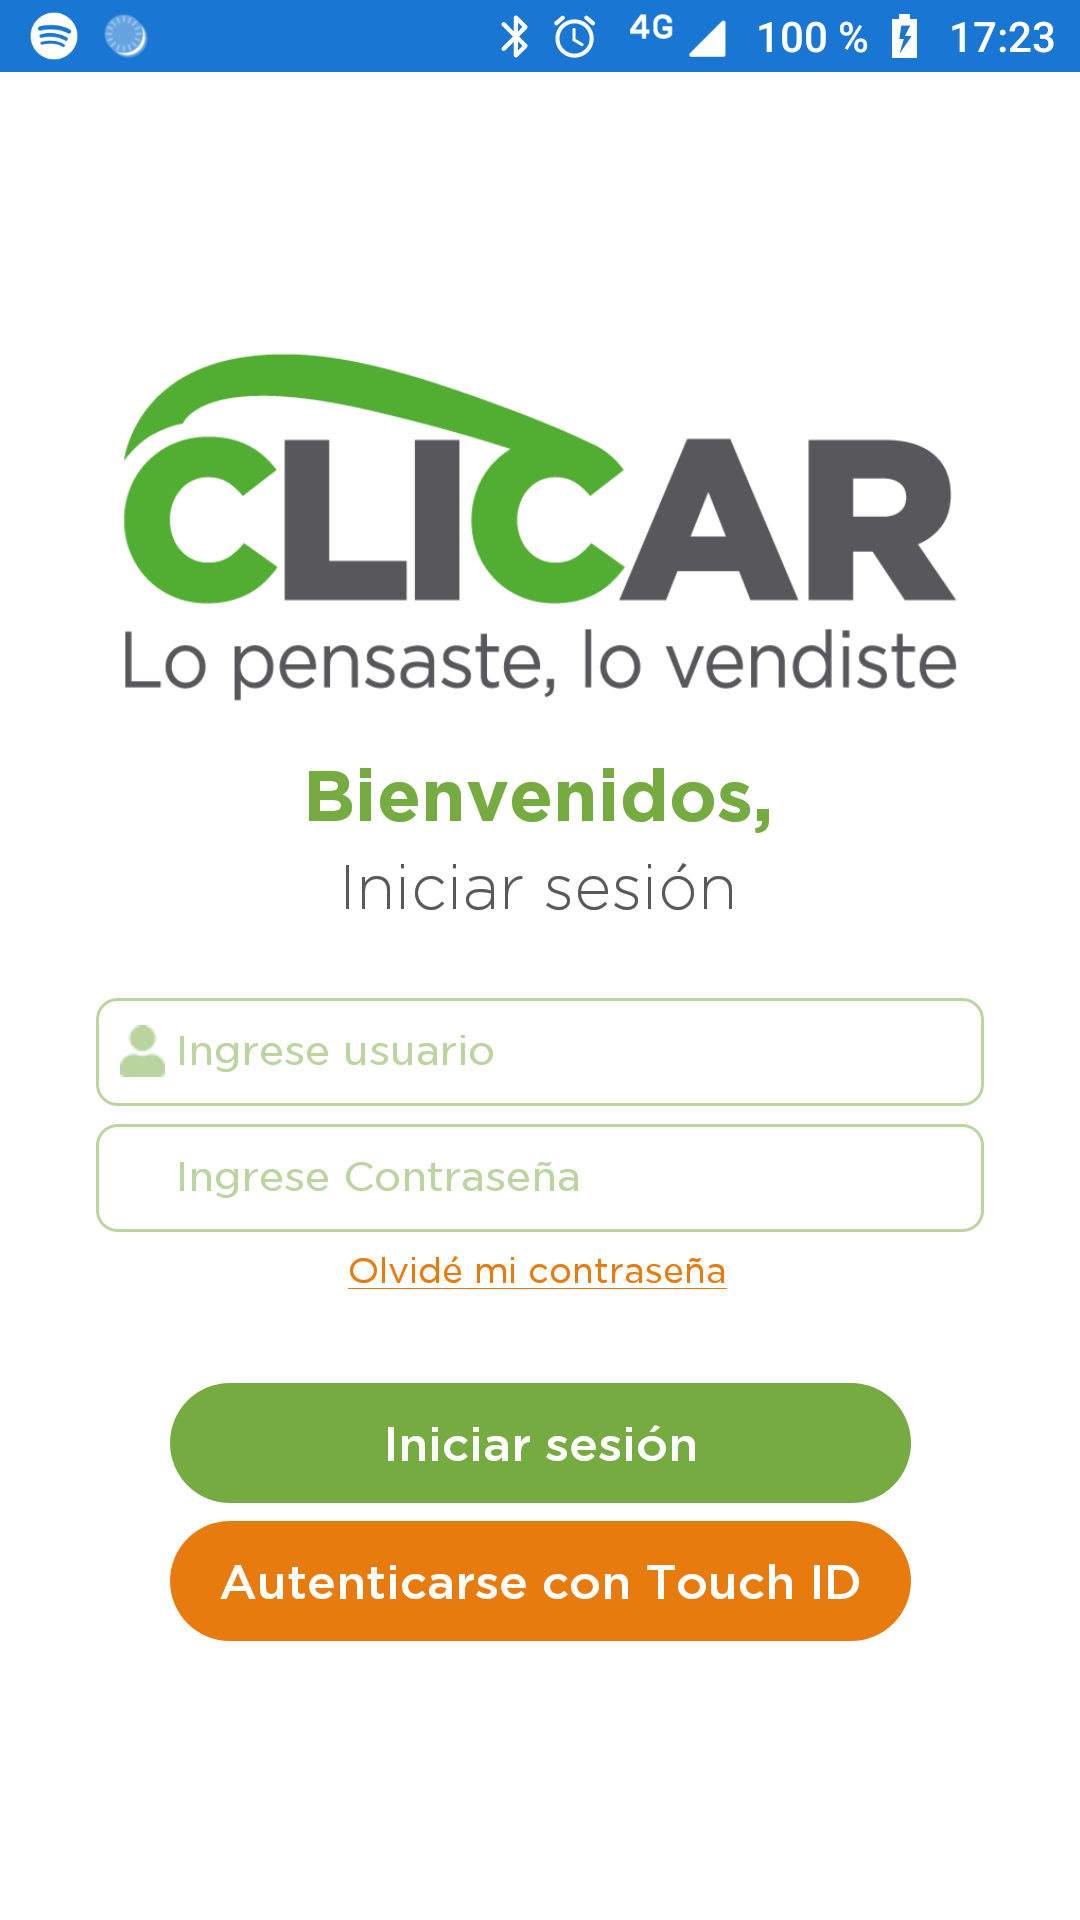 4G 100 % 17:23
CLICAR
Lo pensaste, lo vendiste
Bienvenidos,
Iniciar sesión
Ingrese usuario
Ingrese Contraseña
Olvidé mi contraseña
Iniciar sesión
Autenticarse con Touch ID